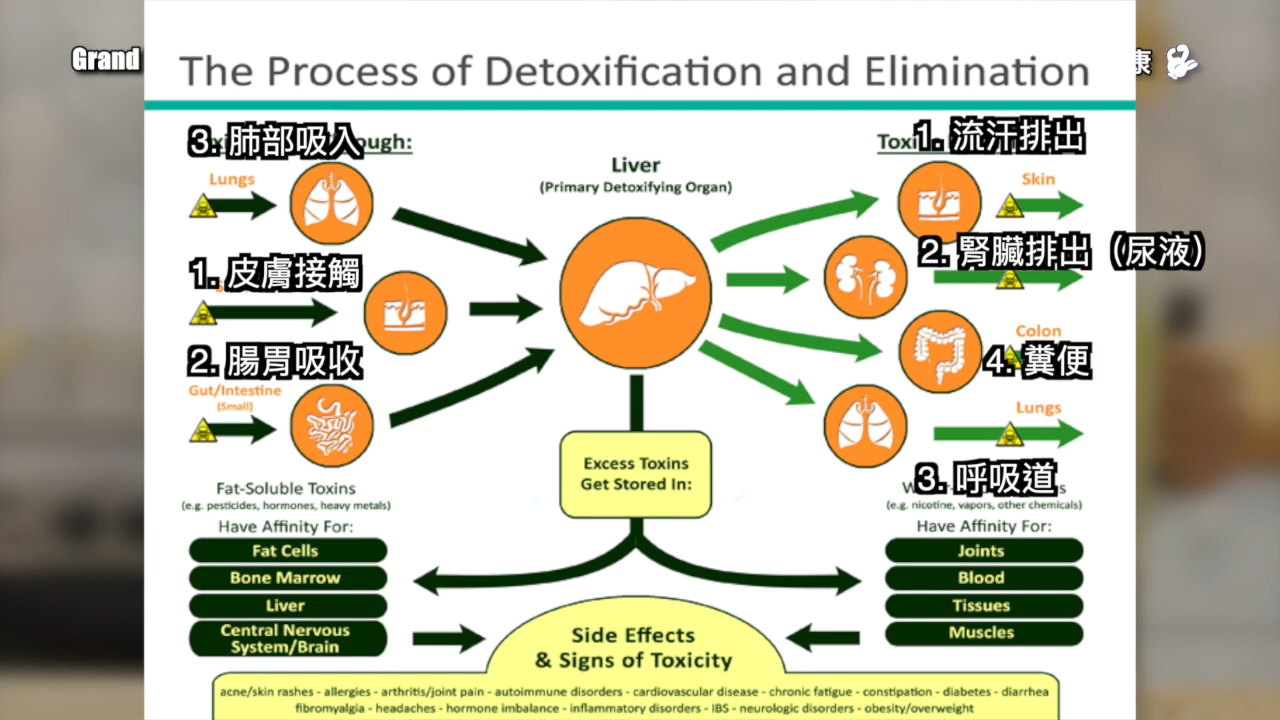 Grand
康
The Process of Detoxification and Elimination
3. 肺部吸入
ough:
Lungs
1. 皮膚接觸
2. 腸胃吸收
Gut/Intestine
(Small)
Liver
(Primary Detoxifying Organ)
Toxi
1. 流汗排出
Skin
2. 腎臟排出（尿液）
Colon
4. 糞便
Lungs
3. 呼吸道
Excess Toxins
Get Stored In:
Fat-Soluble Toxins
(e.g. pesticides, hormones, heavy metals)
Have Affinity For:
Fat Cells
Bone Marrow
Liver
Central Nervous
System/Brain
(e.g. nicotine, vapors, other chemicals)
Have Affinity For:
Joints
Blood
Tissues
Muscles
Side Effects
& Signs of Toxicity
acne/skin rashes - allergies - arthritis/joint pain - autoimmune disorders - cardiovascular disease - chronic fatigue - constipation - diabetes - diarrhea
fibromyalgia - headaches - hormone imbalance - inflammatory disorders - IBS - neurologic disorders - obesity/overweight